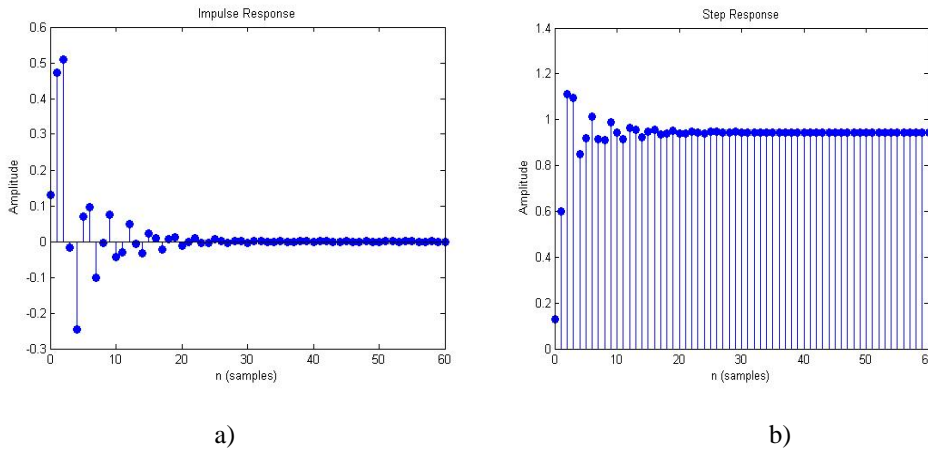 Impulse Response
0.6
0.5
0.4
0.3
0.2
0.1
0
-0.1
-0.2
-0.3
Amplitude
0 10 20 30 40 50 60
n (samples)
a)
Step Response
1.4
1.2
1
0.8
0.6
0.4
0.2
0
Amplitude
0 10 20 30 40 50 60
n (samples)
b)